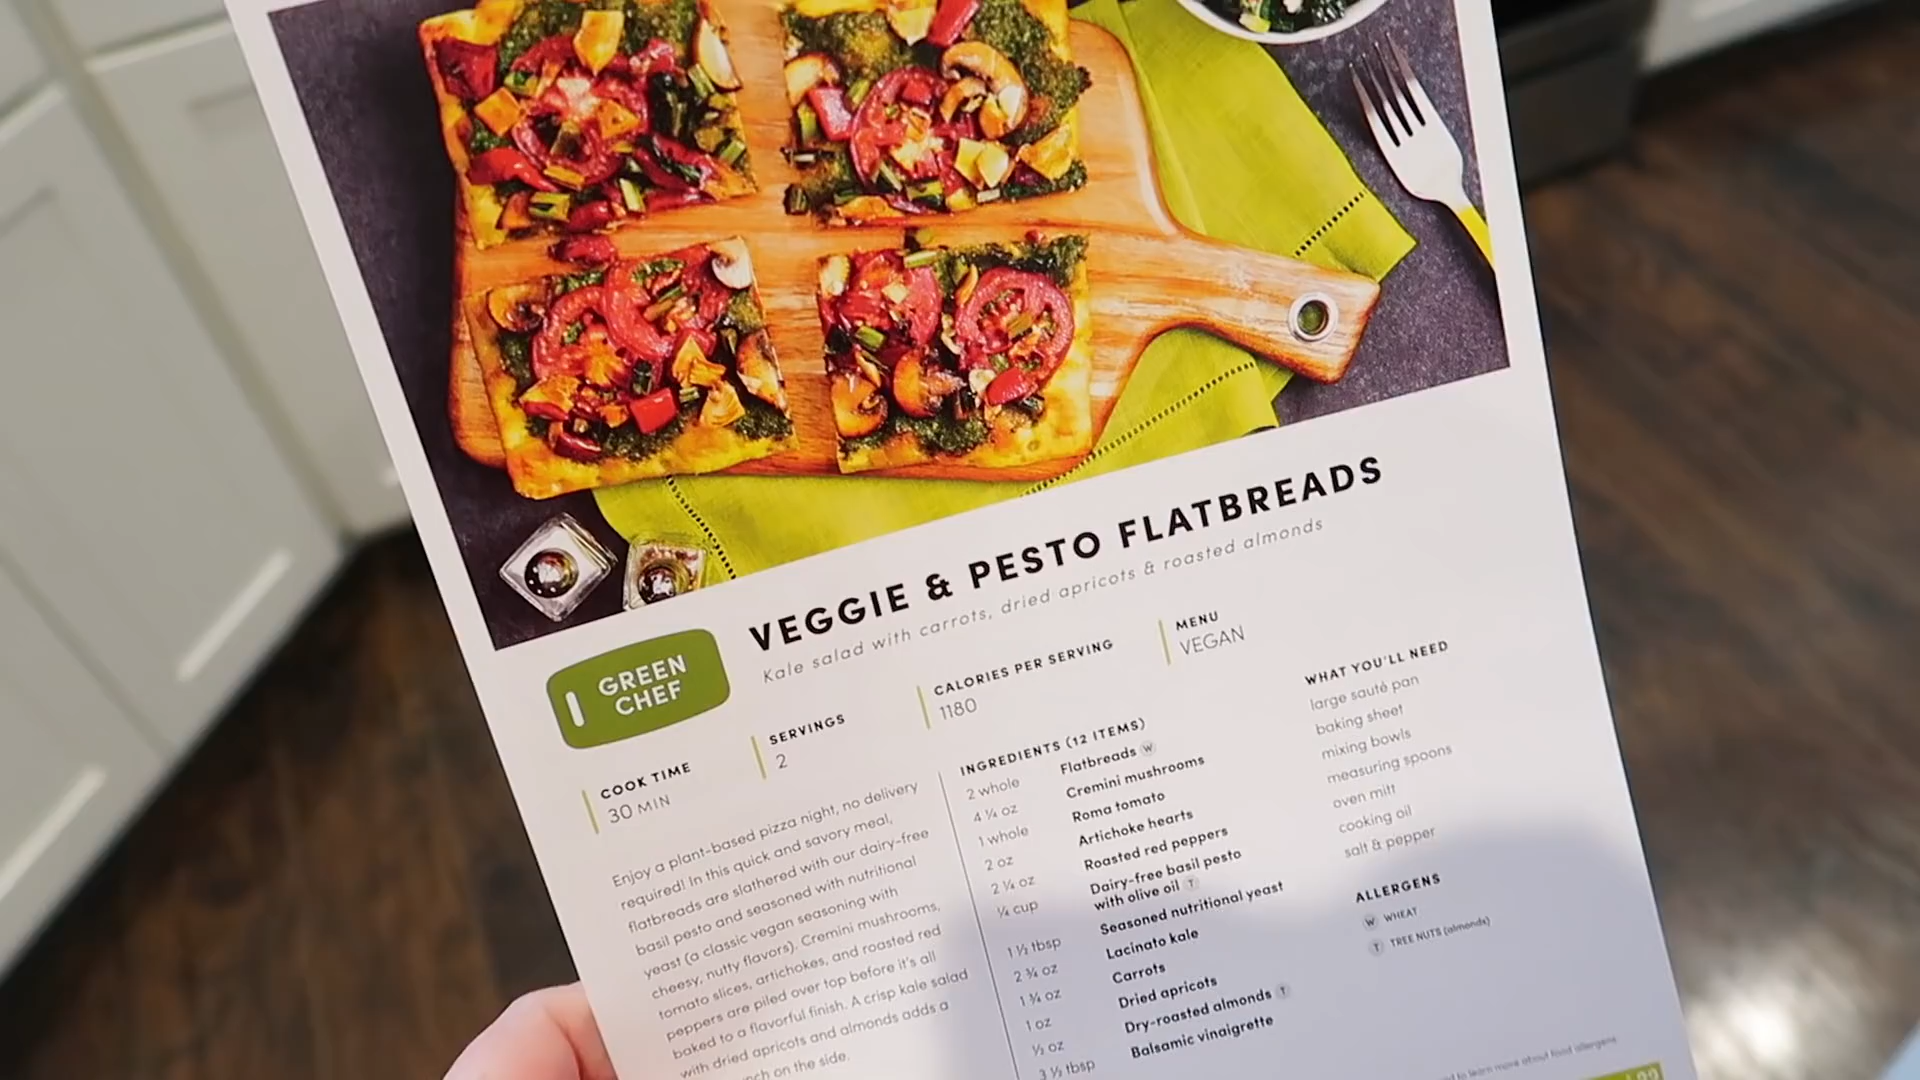 VEGGIE & PESTO FLATBREADS
Kale salad with carrots, dried apricots & roasted almonds
GREEN
CHEF
COOK TIME
30 MIN
SERVINGS
2
CALORIES PER SERVING
1180
MENU
VEGAN
Enjoy a plant-based pizza night, no delivery
required! In this quick and savory meal,
flatbreads are slathered with our dairy-free
basil pesto and seasoned with nutritional
yeast (a classic vegan seasoning with
cheesy, nutty flavors). Cremini mushrooms,
tomato slices, artichokes, and roasted red
peppers are piled over top before it's all
baked to a flavorful finish. A crisp kale salad
with dried apricots and almonds adds a
on the side.
INGREDIENTS (12 ITEMS)
2 whole Flatbreads W
4 ¼ oz Cremini mushrooms
1 whole Roma tomato
2 oz Artichoke hearts
2 ¼ oz Roasted red peppers
¼ cup Dairy-free basil pesto
with olive oil T
1 ½ tbsp Seasoned nutritional yeast
2 ¾ oz Lacinato kale
1 ¾ oz Carrots
1 oz Dried apricots
½ oz Dry-roasted almonds T
3 ½ tbsp Balsamic vinaigrette
WHAT YOU'LL NEED
large sauté pan
baking sheet
mixing bowls
measuring spoons
oven mitt
cooking oil
salt & pepper
ALLERGENS
W WHEAT
T TREE NUTS (almonds)
to learn more about food allergens